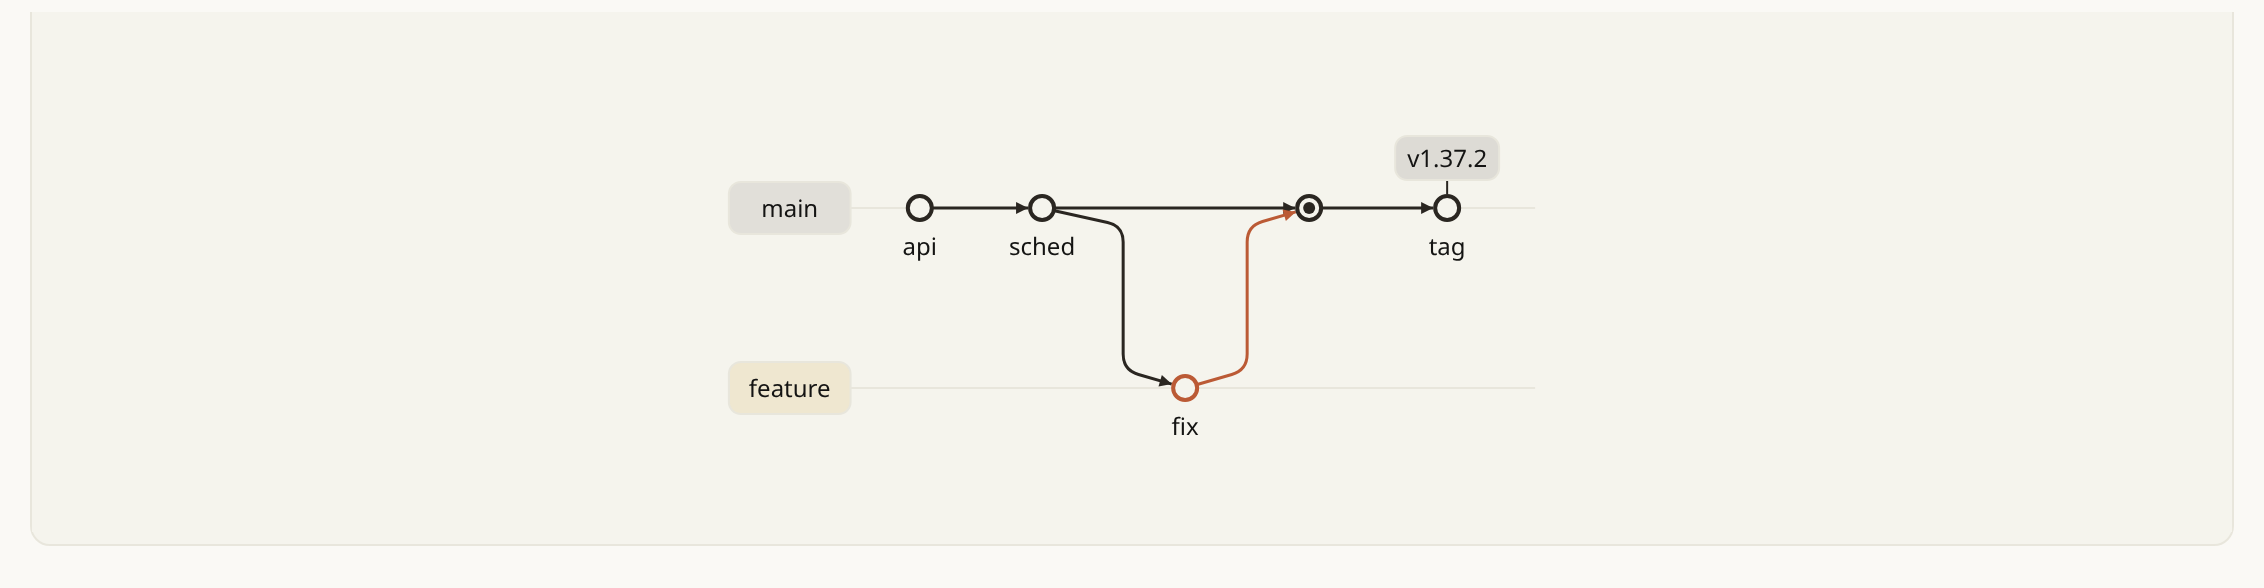 v1.37.2
main
api
sched
tag
feature
fix